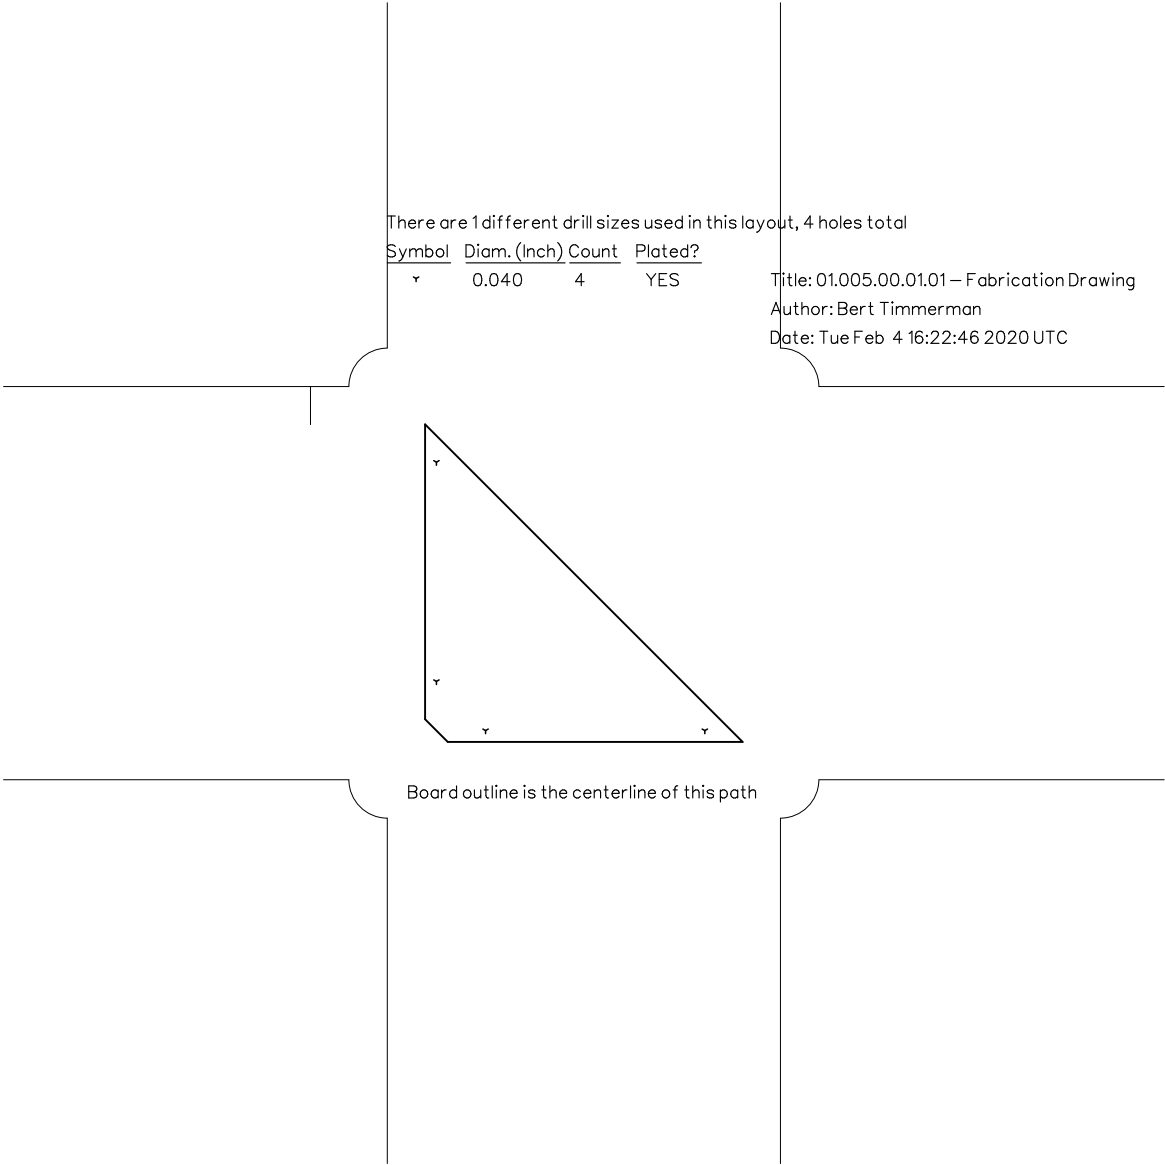 There are 1 different drill sizes used in this layout, 4 holes total
Symbol Diam. (Inch) Count Plated?
0.040 4 YES
Title: 01.005.00.01.01 — Fabrication Drawing
Author: Bert Timmerman
Date: Tue Feb 4 16:22:46 2020 UTC
Board outline is the centerline of this path